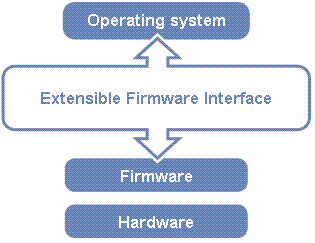 Operating system
Extensible Firmware Interface
Firmware
Hardware